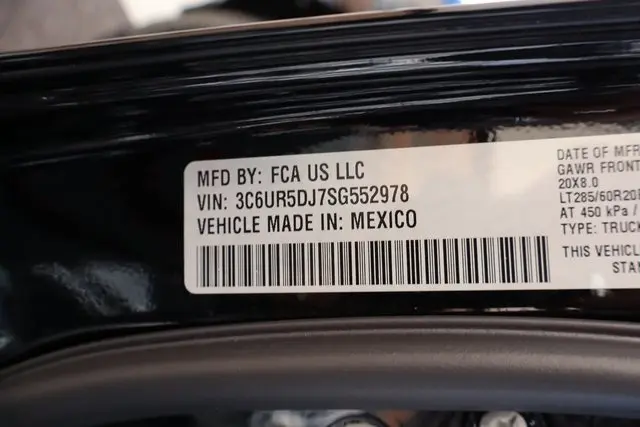 MFD BY: FCA US LLC
VIN: 3C6UR5DJ7SG552978
VEHICLE MADE IN: MEXICO
DATE OF MFR
GAWR FRONT
20X8.0
LT285/60R20
AT 450 kPa /
TYPE: TRUCK
THIS VEHICLE
STAN